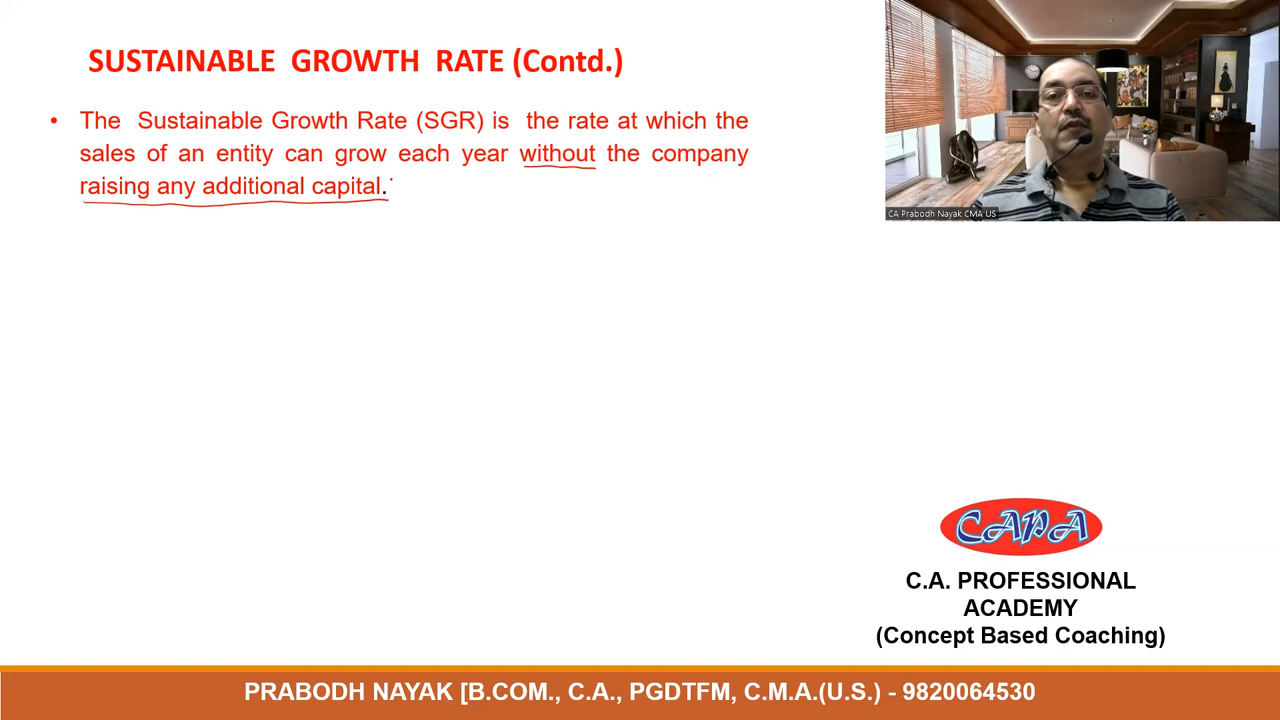 SUSTAINABLE GROWTH RATE (Contd.)
• The Sustainable Growth Rate (SGR) is the rate at which the
sales of an entity can grow each year without the company
raising any additional capital.
CA Prabodh Nayak CMA US
CAPA
C.A. PROFESSIONAL
ACADEMY
(Concept Based Coaching)
PRABODH NAYAK [B.COM., C.A., PGDTFM, C.M.A.(U.S.) - 9820064530